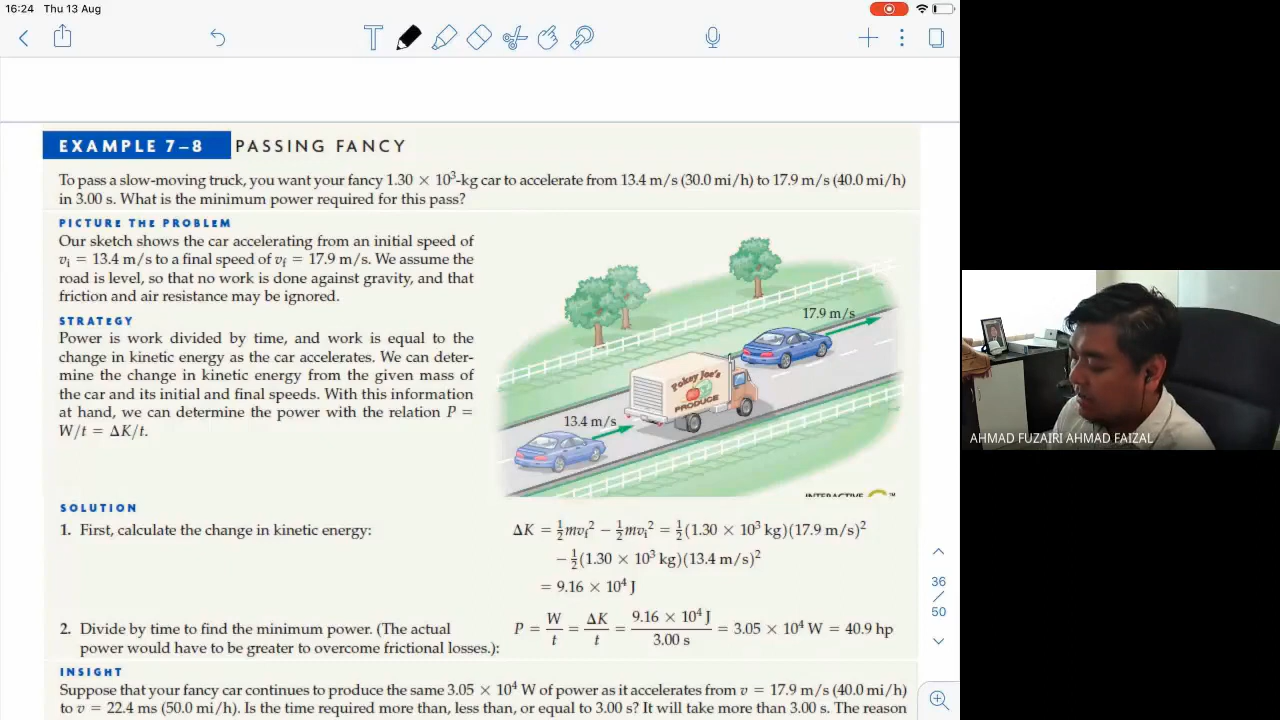 16:24 Thu 13 Aug
EXAMPLE 7–8 PASSING FANCY
To pass a slow-moving truck, you want your fancy 1.30 × 10³-kg car to accelerate from 13.4 m/s (30.0 mi/h) to 17.9 m/s (40.0 mi/h)
in 3.00 s. What is the minimum power required for this pass?
PICTURE THE PROBLEM
Our sketch shows the car accelerating from an initial speed of
vᵢ = 13.4 m/s to a final speed of v_f = 17.9 m/s. We assume the
road is level, so that no work is done against gravity, and that
friction and air resistance may be ignored.
STRATEGY
Power is work divided by time, and work is equal to the
change in kinetic energy as the car accelerates. We can deter-
mine the change in kinetic energy from the given mass of
the car and its initial and final speeds. With this information
at hand, we can determine the power with the relation P =
W/t = ΔK/t.
17.9 m/s
Pokey Joe's
PRODUCE
13.4 m/s
INTERACTIVE ™
SOLUTION
1. First, calculate the change in kinetic energy:
ΔK = ½mv_f² − ½mvᵢ² = ½(1.30 × 10³ kg)(17.9 m/s)²
− ½(1.30 × 10³ kg)(13.4 m/s)²
= 9.16 × 10⁴ J
2. Divide by time to find the minimum power. (The actual
power would have to be greater to overcome frictional losses.):
P = W/t = ΔK/t = 9.16 × 10⁴ J/3.00 s = 3.05 × 10⁴ W = 40.9 hp
INSIGHT
Suppose that your fancy car continues to produce the same 3.05 × 10⁴ W of power as it accelerates from v = 17.9 m/s (40.0 mi/h)
to v = 22.4 ms (50.0 mi/h). Is the time required more than, less than, or equal to 3.00 s? It will take more than 3.00 s. The reason
36
/
50
AHMAD FUZAIRI AHMAD FAIZAL